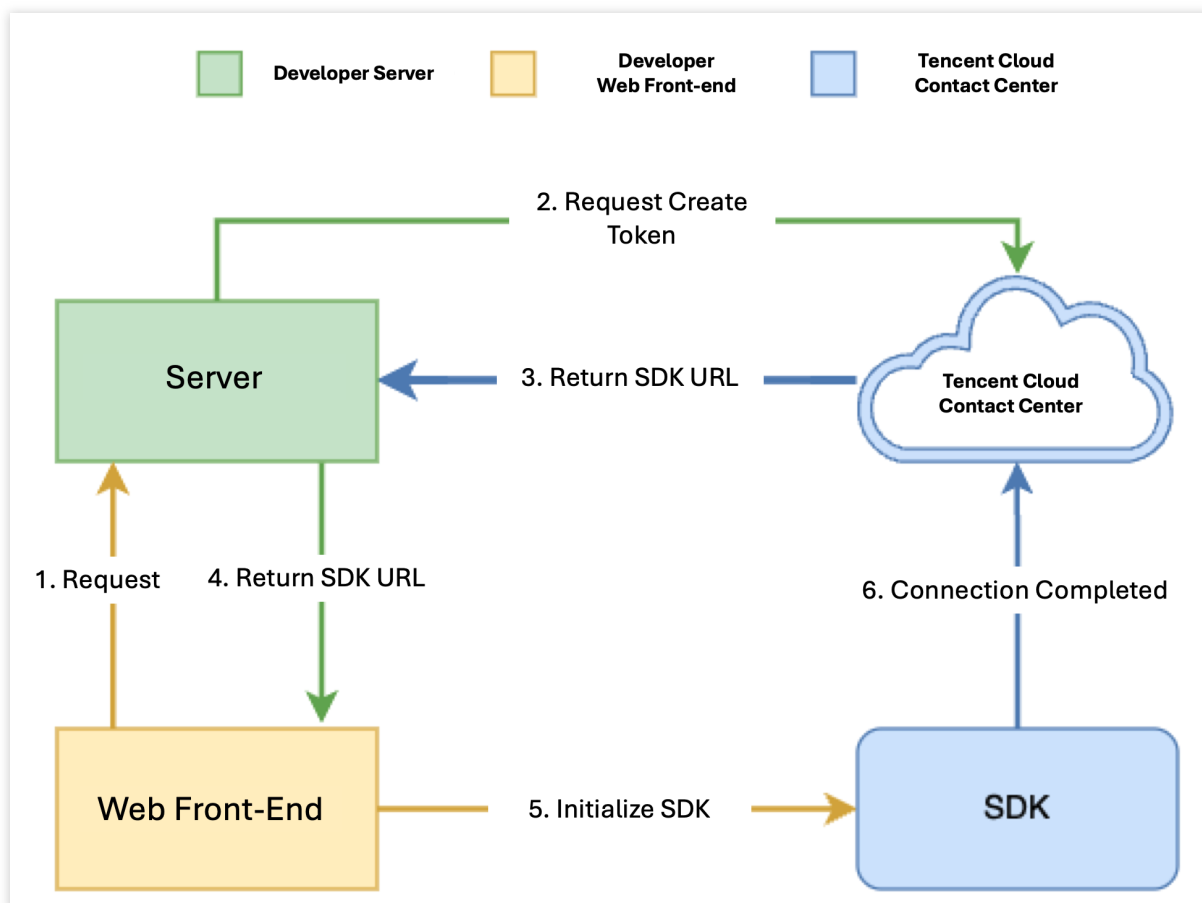 Developer Server
Developer
Web Front-end
Tencent Cloud
Contact Center
2. Request Create
Token
Server
3. Return SDK URL
Tencent Cloud
Contact Center
1. Request
4. Return SDK URL
6. Connection Completed
Web Front-End
5. Initialize SDK
SDK